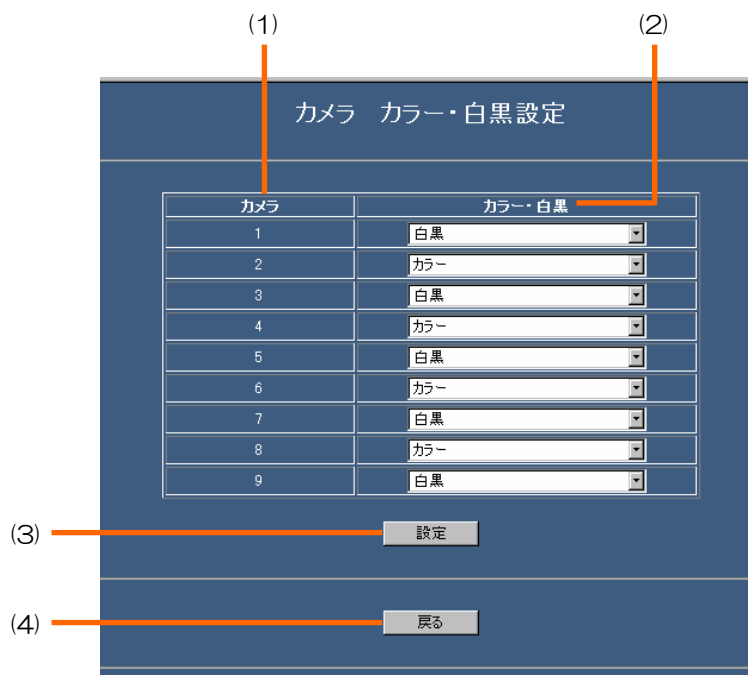 (1) (2)
カメラ カラー・白黒設定
カメラ カラー・白黒
1 白黒
2 カラー
3 白黒
4 カラー
5 白黒
6 カラー
7 白黒
8 カラー
9 白黒
(3) 設定
(4) 戻る